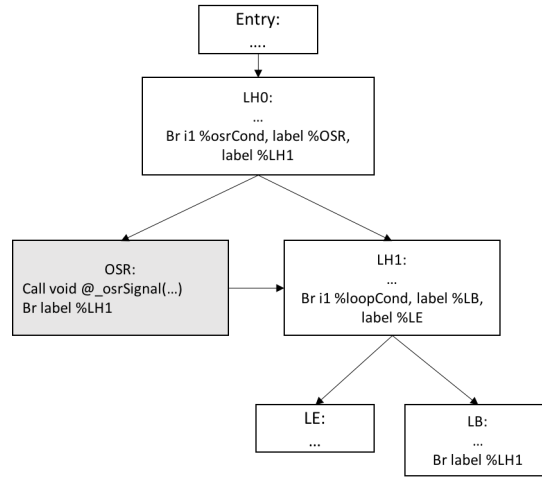 Entry:
....
LH0:
...
Br i1 %osrCond, label %OSR,
label %LH1
OSR:
Call void @_osrSignal(...)
Br label %LH1
LH1:
...
Br i1 %loopCond, label %LB,
label %LE
LE:
...
LB:
...
Br label %LH1